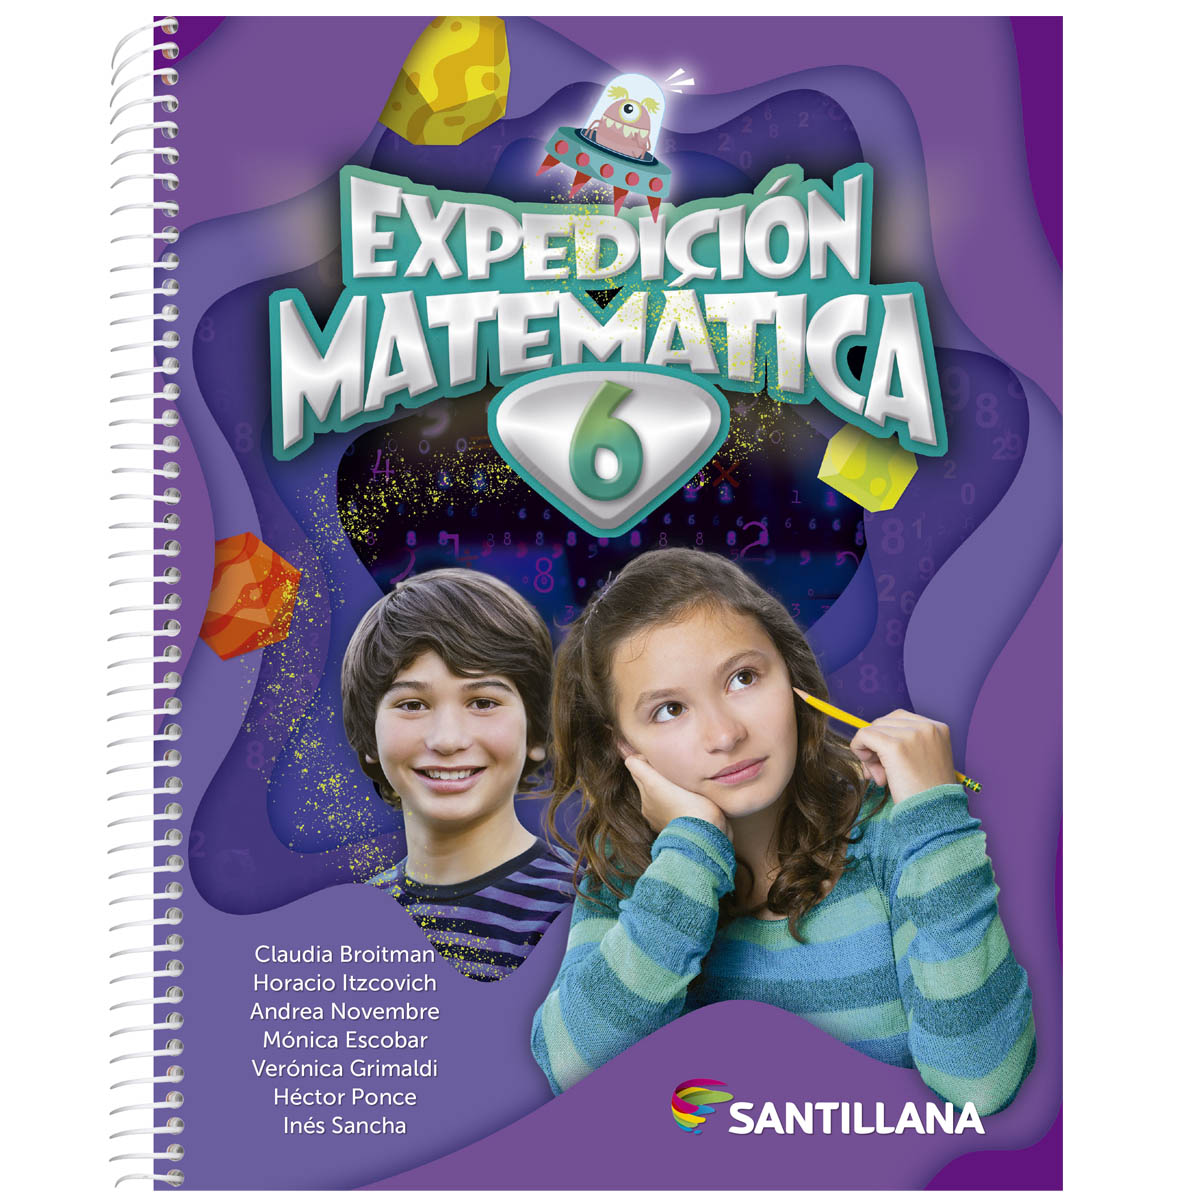 EXPEDICIÓN
MATEMÁTICA
6
Claudia Broitman
Horacio Itzcovich
Andrea Novembre
Mónica Escobar
Verónica Grimaldi
Héctor Ponce
Inés Sancha
SANTILLANA